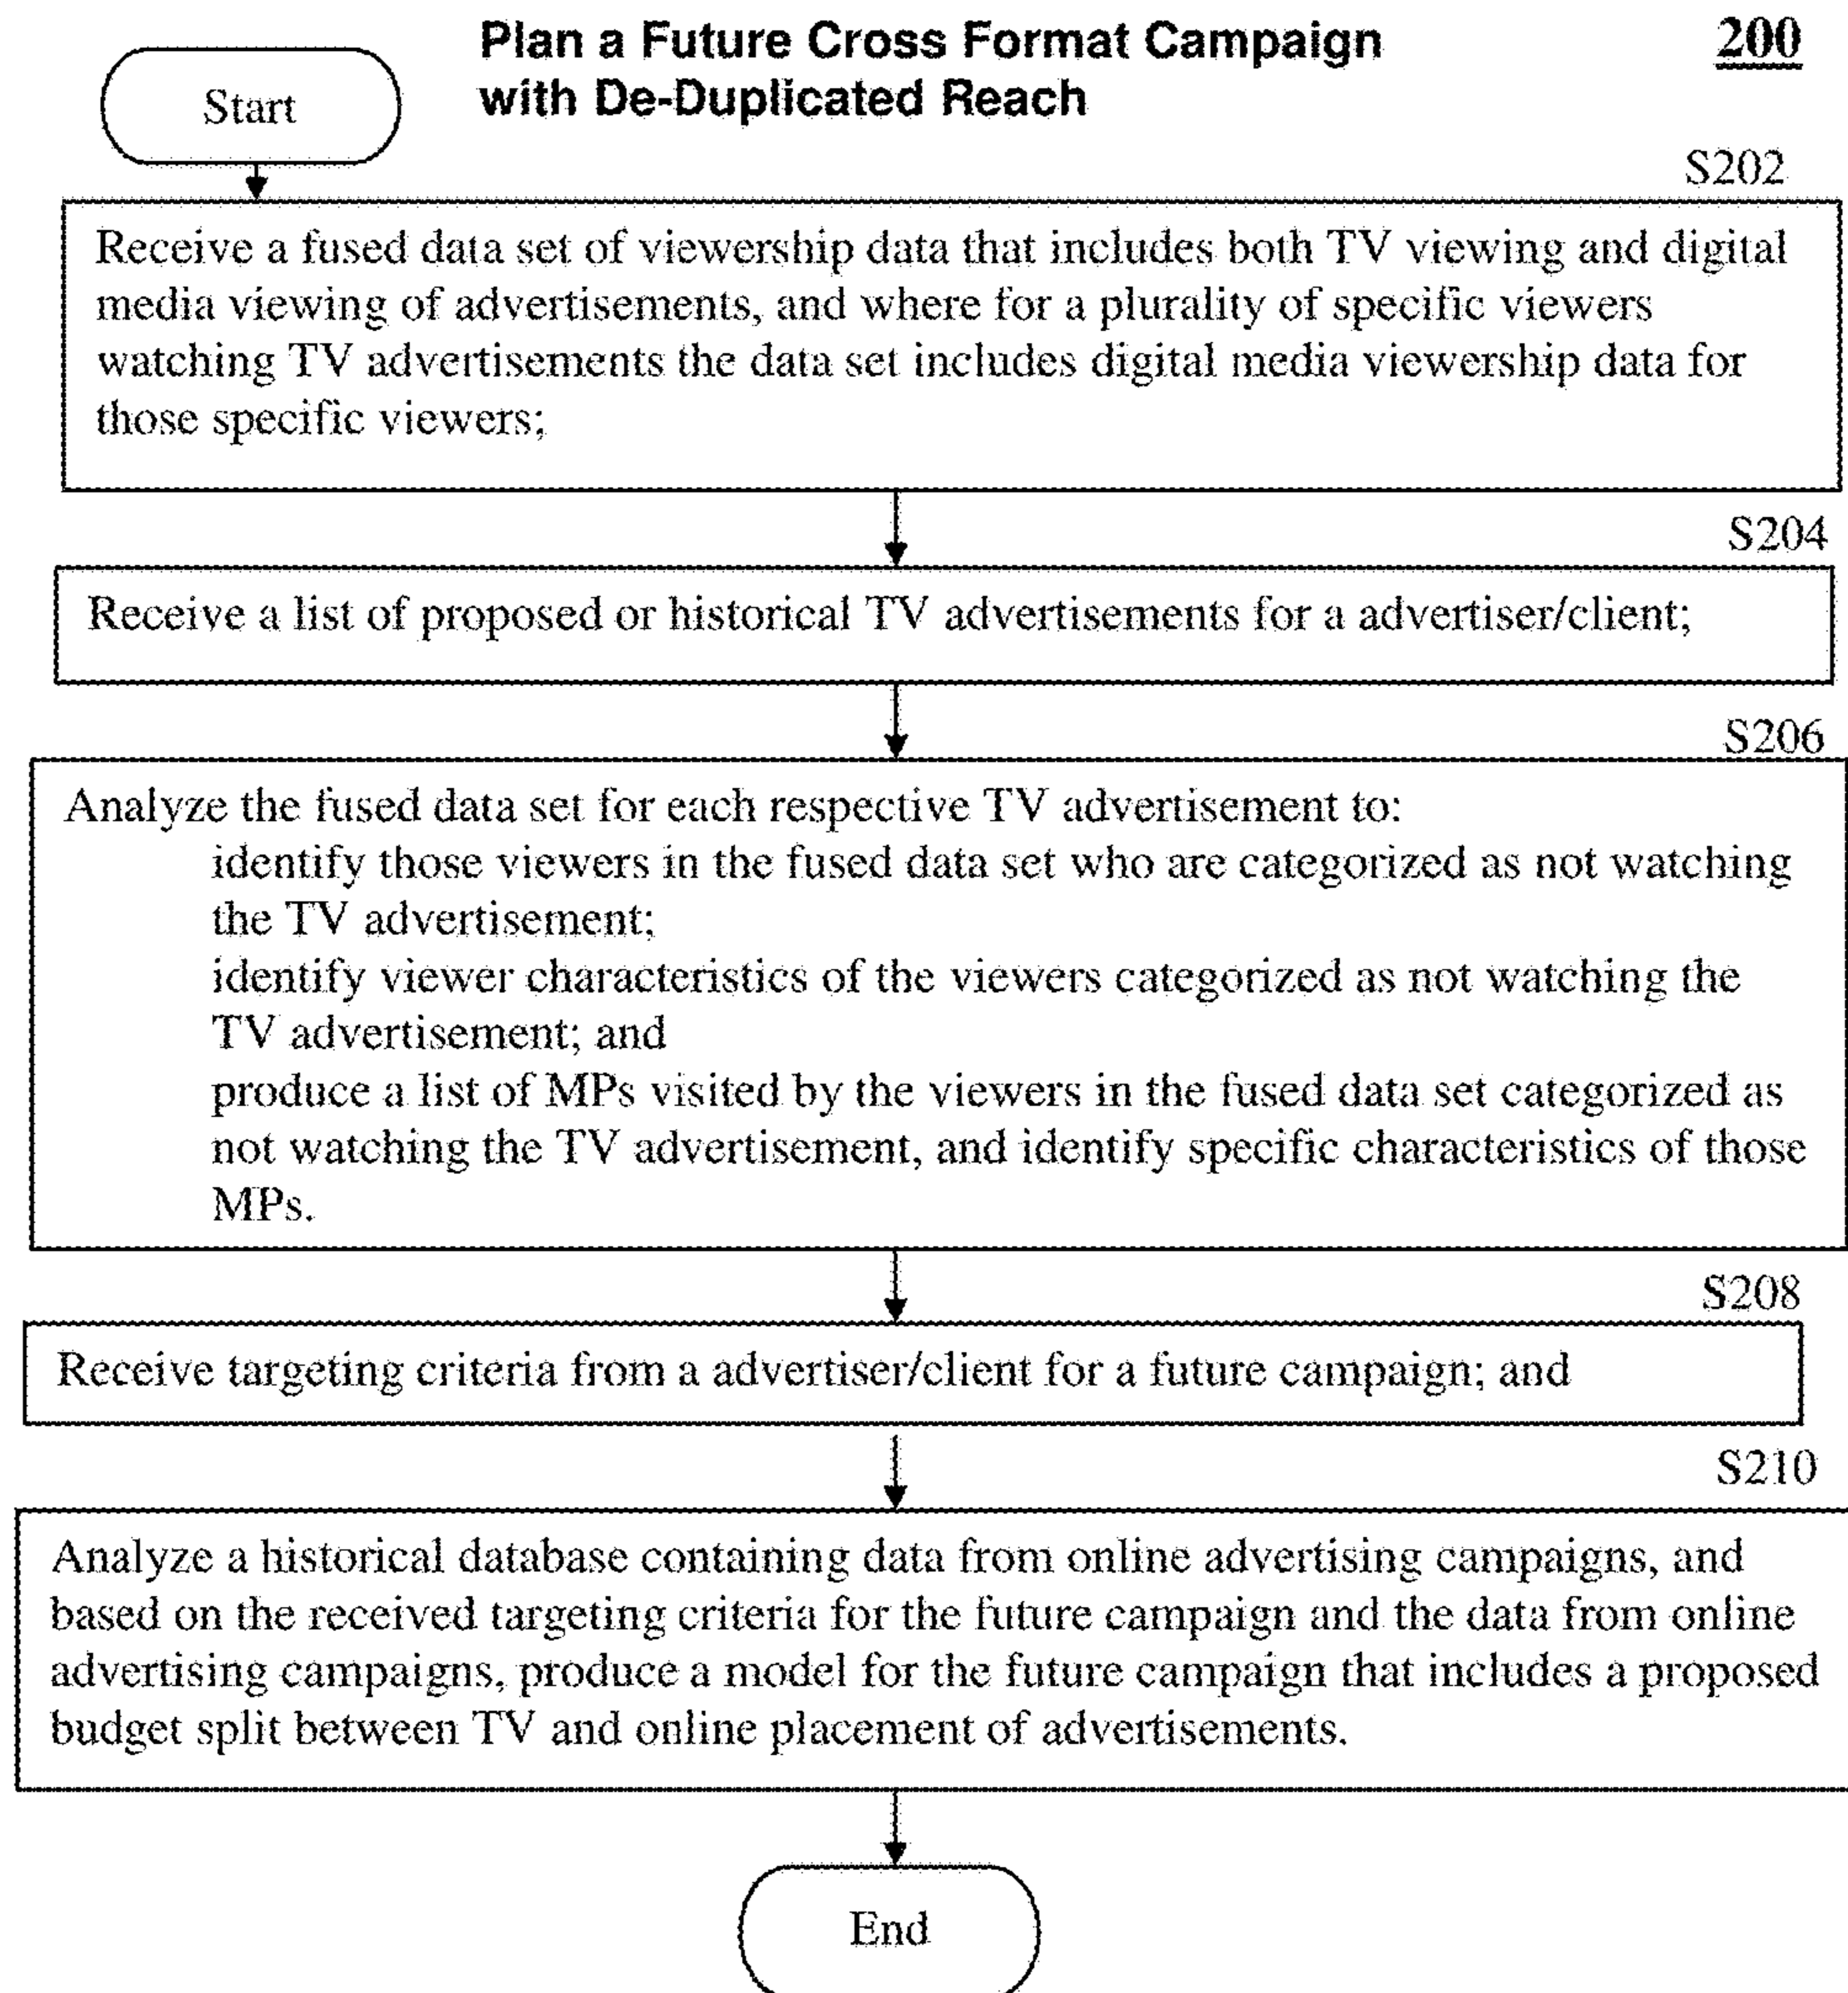 Plan a Future Cross Format Campaign
with De-Duplicated Reach
200
Start
S202
Receive a fused data set of viewership data that includes both TV viewing and digital
media viewing of advertisements, and where for a plurality of specific viewers
watching TV advertisements the data set includes digital media viewership data for
those specific viewers;
S204
Receive a list of proposed or historical TV advertisements for a advertiser/client;
S206
Analyze the fused data set for each respective TV advertisement to:
identify those viewers in the fused data set who are categorized as not watching
the TV advertisement;
identify viewer characteristics of the viewers categorized as not watching the
TV advertisement; and
produce a list of MPs visited by the viewers in the fused data set categorized as
not watching the TV advertisement, and identify specific characteristics of those
MPs.
S208
Receive targeting criteria from a advertiser/client for a future campaign; and
S210
Analyze a historical database containing data from online advertising campaigns, and
based on the received targeting criteria for the future campaign and the data from online
advertising campaigns, produce a model for the future campaign that includes a proposed
budget split between TV and online placement of advertisements.
End